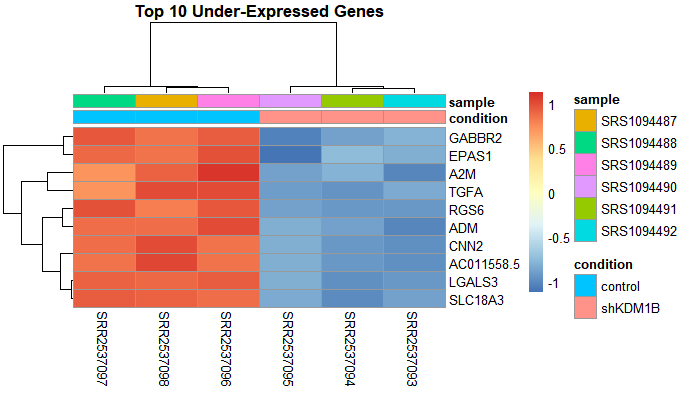 Top 10 Under-Expressed Genes
sample
condition
GABBR2
EPAS1
A2M
TGFA
RGS6
ADM
CNN2
AC011558.5
LGALS3
SLC18A3
SRR2537097
SRR2537098
SRR2537096
SRR2537095
SRR2537094
SRR2537093
1
0.5
0
-0.5
-1
sample
SRS1094487
SRS1094488
SRS1094489
SRS1094490
SRS1094491
SRS1094492
condition
control
shKDM1B